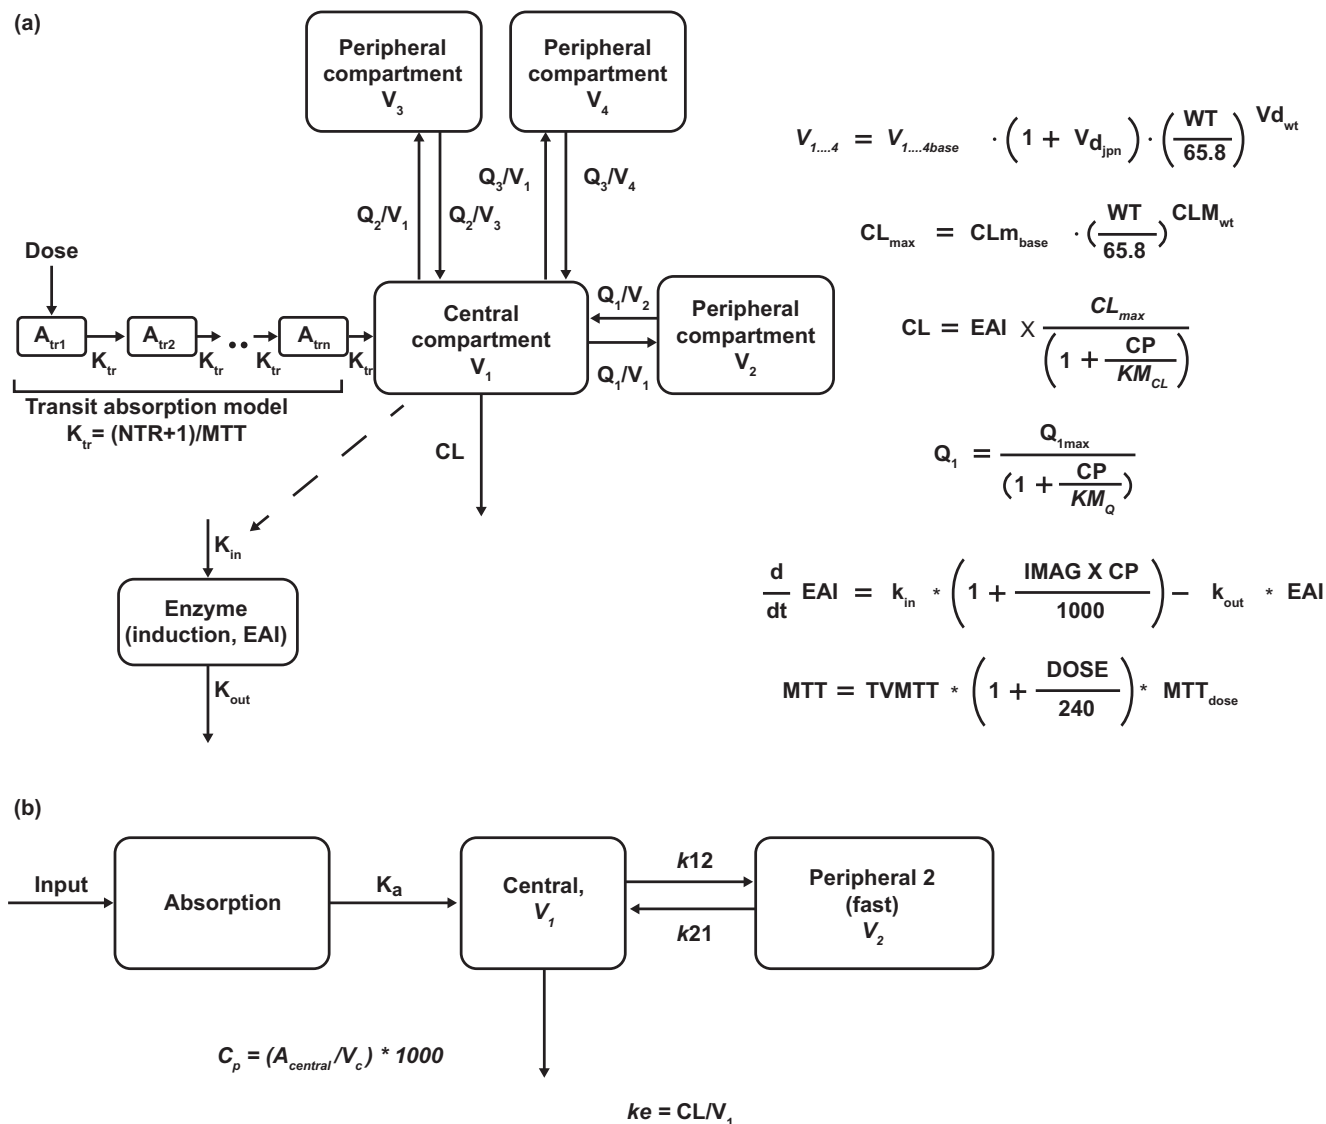 (a)
Peripheral
compartment
V3
Peripheral
compartment
V4
Q3/V1
Q3/V4
Q2/V1
Q2/V3
Dose
Atr1
Atr2
Atrn
Ktr
Ktr
Ktr
Ktr
Central
compartment
V1
Q1/V2
Q1/V1
Peripheral
compartment
V2
Transit absorption model
Ktr= (NTR+1)/MTT
CL
Kin
Enzyme
(induction, EAI)
Kout
V1....4 = V1....4base · (1 + Vdjpn) · (WT/65.8)^Vdwt
CLmax = CLmbase · (WT/65.8)^CLMwt
CL = EAI X CLmax/(1 + CP/KMCL)
Q1 = Q1max/(1 + CP/KMQ)
d/dt EAI = kin * (1 + IMAG X CP/1000) − kout * EAI
MTT = TVMTT * (1 + DOSE/240) * MTTdose
(b)
Input
Absorption
Ka
Central,
V1
k12
k21
Peripheral 2
(fast)
V2
Cp = (Acentral/Vc) * 1000
ke = CL/V1